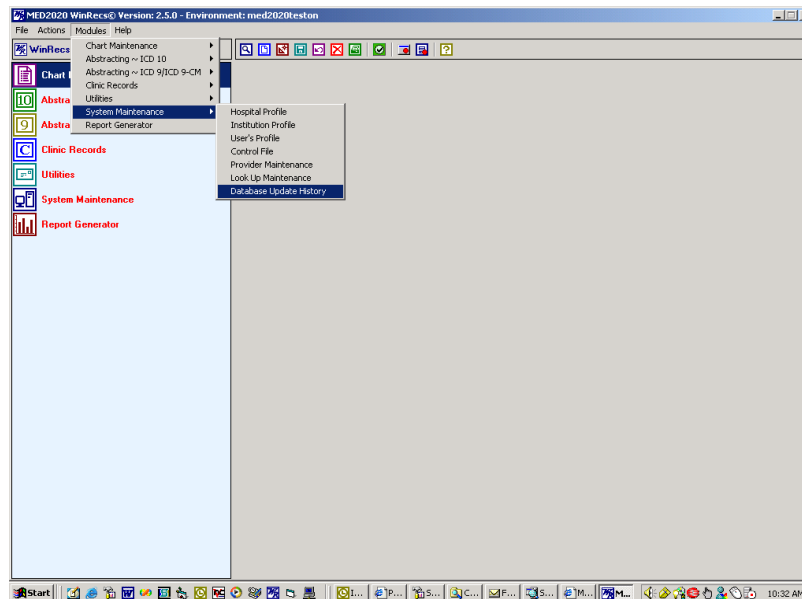 MED2020 WinRecs© Version: 2.5.0 - Environment: med2020teston
File Actions Modules Help
WinRecs
Chart Maintenance
Abstracting ~ ICD 10
Abstracting ~ ICD 9/ICD 9-CM
Clinic Records
Utilities
System Maintenance
Report Generator
Hospital Profile
Institution Profile
User's Profile
Control File
Provider Maintenance
Look Up Maintenance
Database Update History
Chart
10 Abstra
9 Abstra
C Clinic Records
Utilities
System Maintenance
Report Generator
Start I... P... S... C... F... S... M... M... 10:32 AM